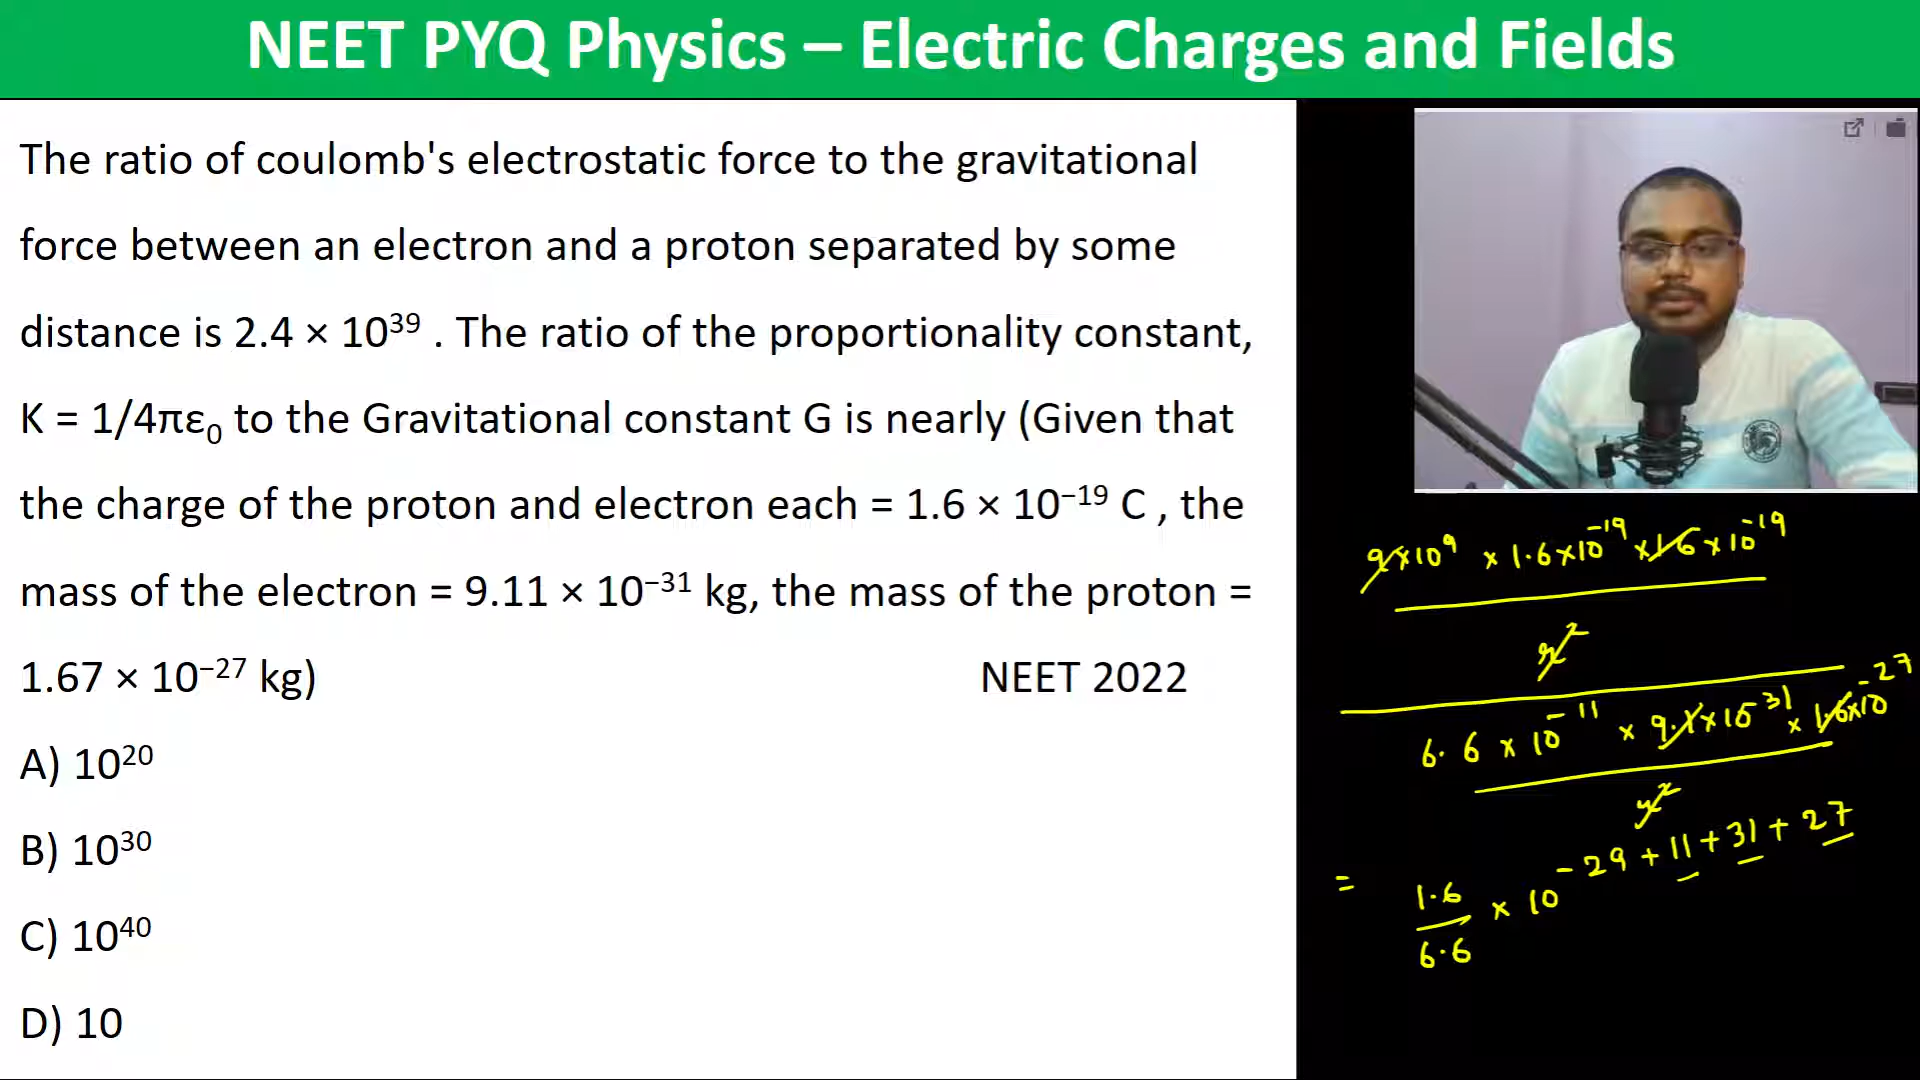 NEET PYQ Physics – Electric Charges and Fields
The ratio of coulomb's electrostatic force to the gravitational
force between an electron and a proton separated by some
distance is 2.4 × 10³⁹ . The ratio of the proportionality constant,
K = 1/4πε₀ to the Gravitational constant G is nearly (Given that
the charge of the proton and electron each = 1.6 × 10⁻¹⁹ C , the
mass of the electron = 9.11 × 10⁻³¹ kg, the mass of the proton =
1.67 × 10⁻²⁷ kg) NEET 2022
A) 10²⁰
B) 10³⁰
C) 10⁴⁰
D) 10
9×10⁹ × 1.6×10⁻¹⁹ × 1.6×10⁻¹⁹
r²
6.6 × 10⁻¹¹ × 9.1×10⁻³¹ × 1.6×10⁻²⁷
r²
= 1.6/6.6 × 10⁻²⁹⁺¹¹⁺³¹⁺²⁷